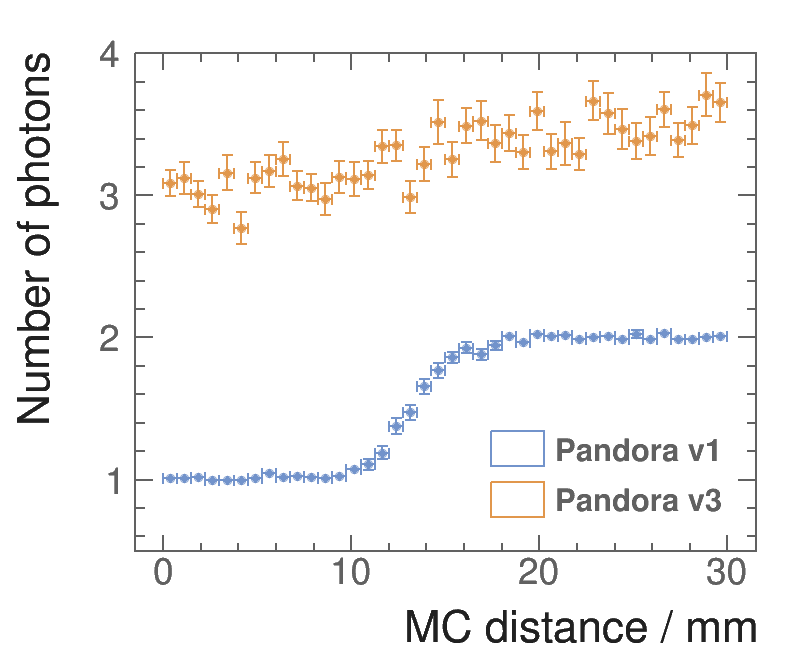 Number of photons
4
3
2
1
0 10 20 30
MC distance / mm
Pandora v1
Pandora v3